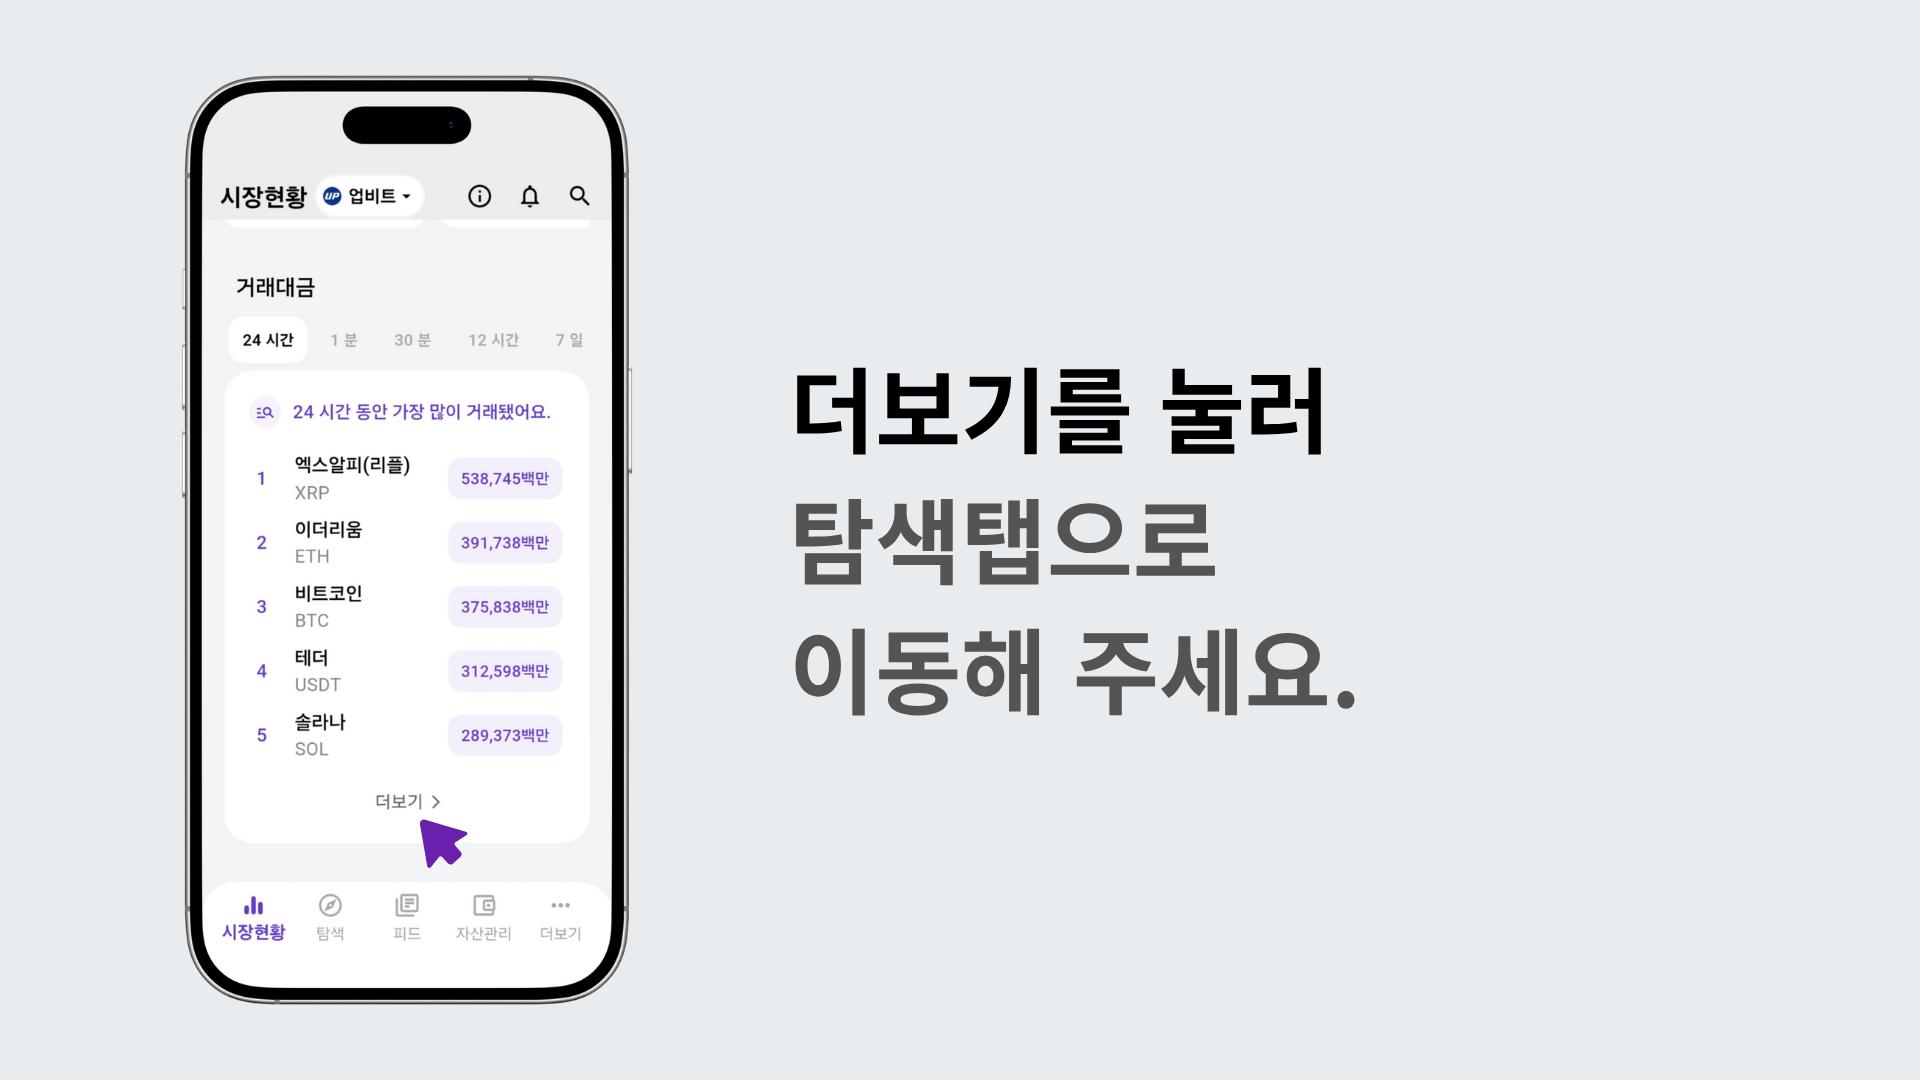 시장현황 UP 업비트
거래대금
24 시간 1 분 30 분 12 시간 7 일
24 시간 동안 가장 많이 거래됐어요.
1 엑스알피(리플) 538,745백만
XRP
2 이더리움 391,738백만
ETH
3 비트코인 375,838백만
BTC
4 테더 312,598백만
USDT
5 솔라나 289,373백만
SOL
더보기
시장현황 탐색 피드 자산관리 더보기
더보기를 눌러
탐색탭으로
이동해 주세요.